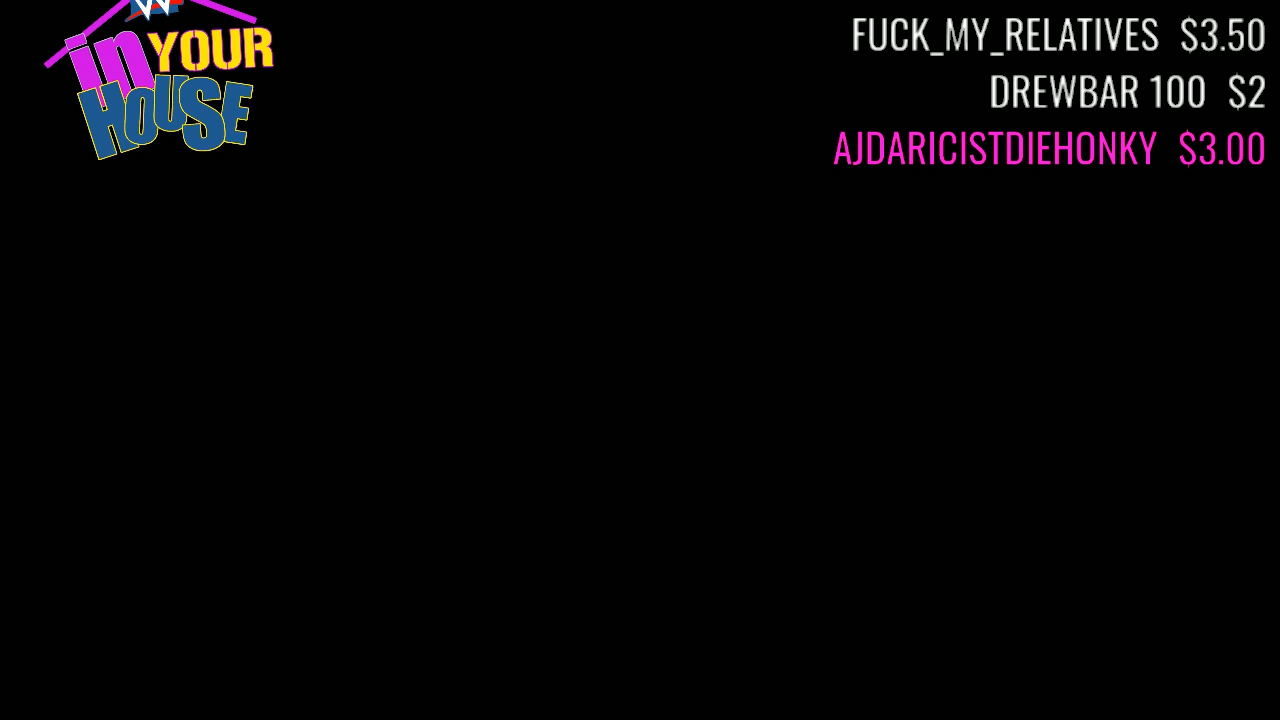 W
in YOUR
HOUSE
FUCK_MY_RELATIVES $3.50
DREWBAR 100 $2
AJDARICISTDIEHONKY $3.00